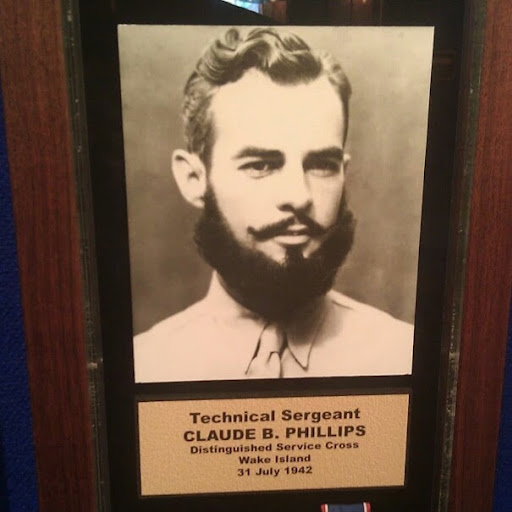 Technical Sergeant
CLAUDE B. PHILLIPS
Distinguished Service Cross
Wake Island
31 July 1942